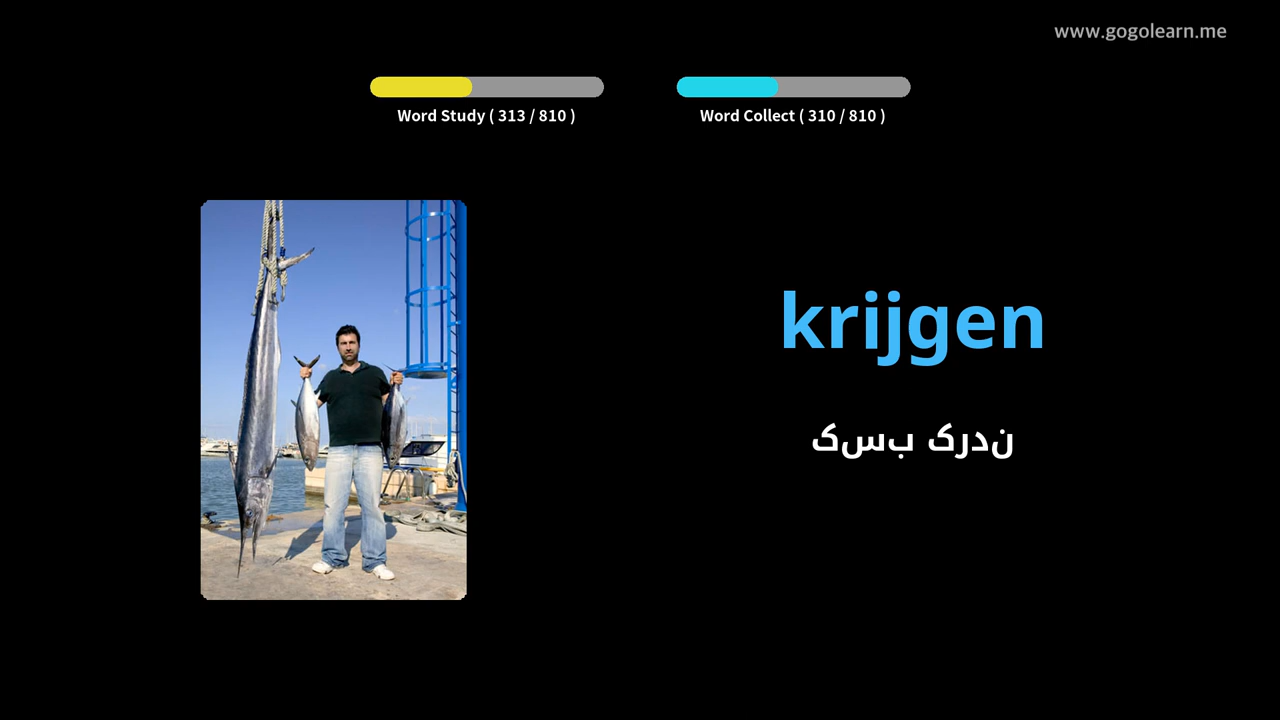 www.gogolearn.me
Word Study ( 313 / 810 )
Word Collect ( 310 / 810 )
krijgen
کسب کردن